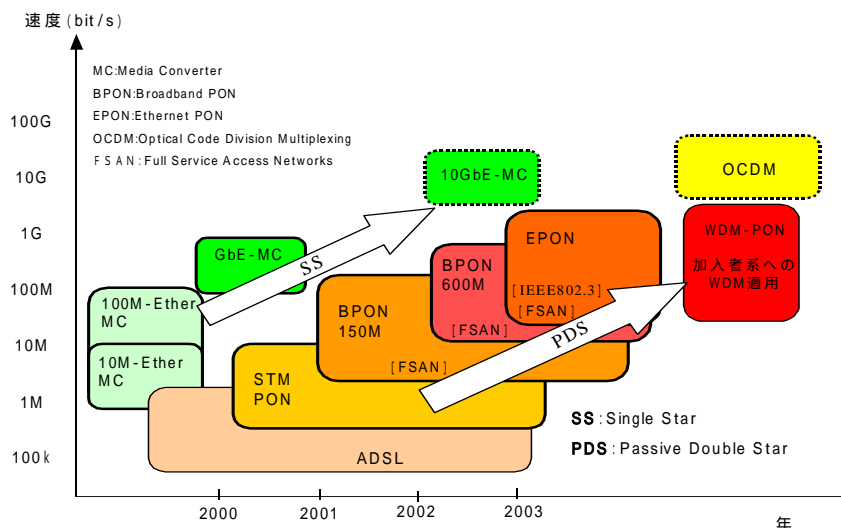 速度(bit/s)
MC:Media Converter
BPON:Broadband PON
EPON:Ethernet PON
OCDM:Optical Code Division Multiplexing
FSAN:Full Service Access Networks
100G
10G
1G
100M
10M
1M
100k
10GbE-MC
OCDM
GbE-MC
SS
EPON
[IEEE802.3]
[FSAN]
WDM-PON
加入者系への
WDM適用
BPON
600M
[FSAN]
100M-Ether
MC
BPON
150M
[FSAN]
PDS
10M-Ether
MC
STM
PON
ADSL
SS:Single Star
PDS:Passive Double Star
2000
2001
2002
2003
年